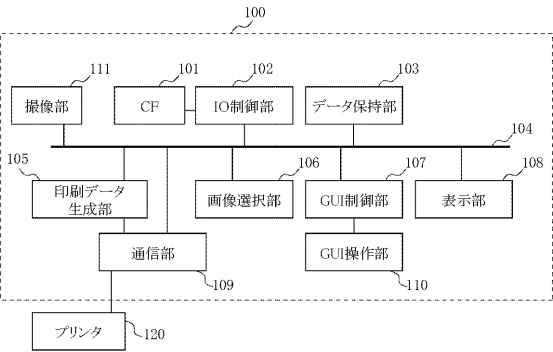 100
111
101
102
103
撮像部
CF
IO制御部
データ保持部
104
105
106
107
108
印刷データ
生成部
画像選択部
GUI制御部
表示部
通信部
GUI操作部
109
110
プリンタ
120